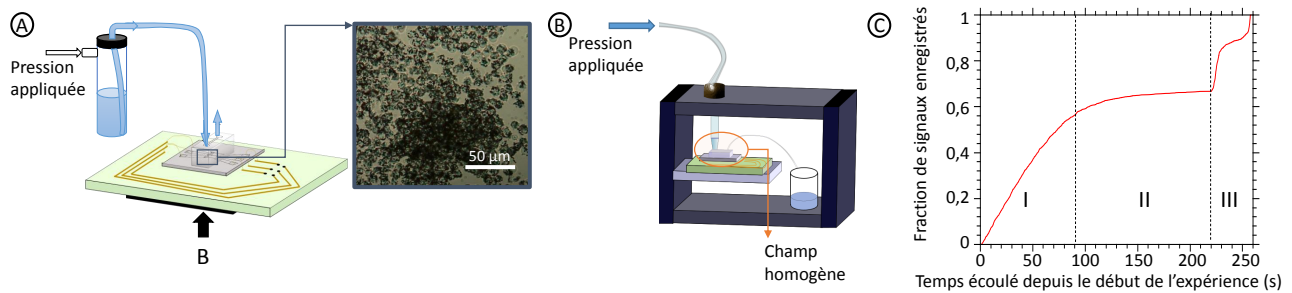 A
Pression
appliquée
50 µm
B
B
Pression
appliquée
Champ
homogène
C
Fraction de signaux enregistrés
1
0,8
0,6
0,4
0,2
0
I
II
III
0 50 100 150 200 250
Temps écoulé depuis le début de l'expérience (s)